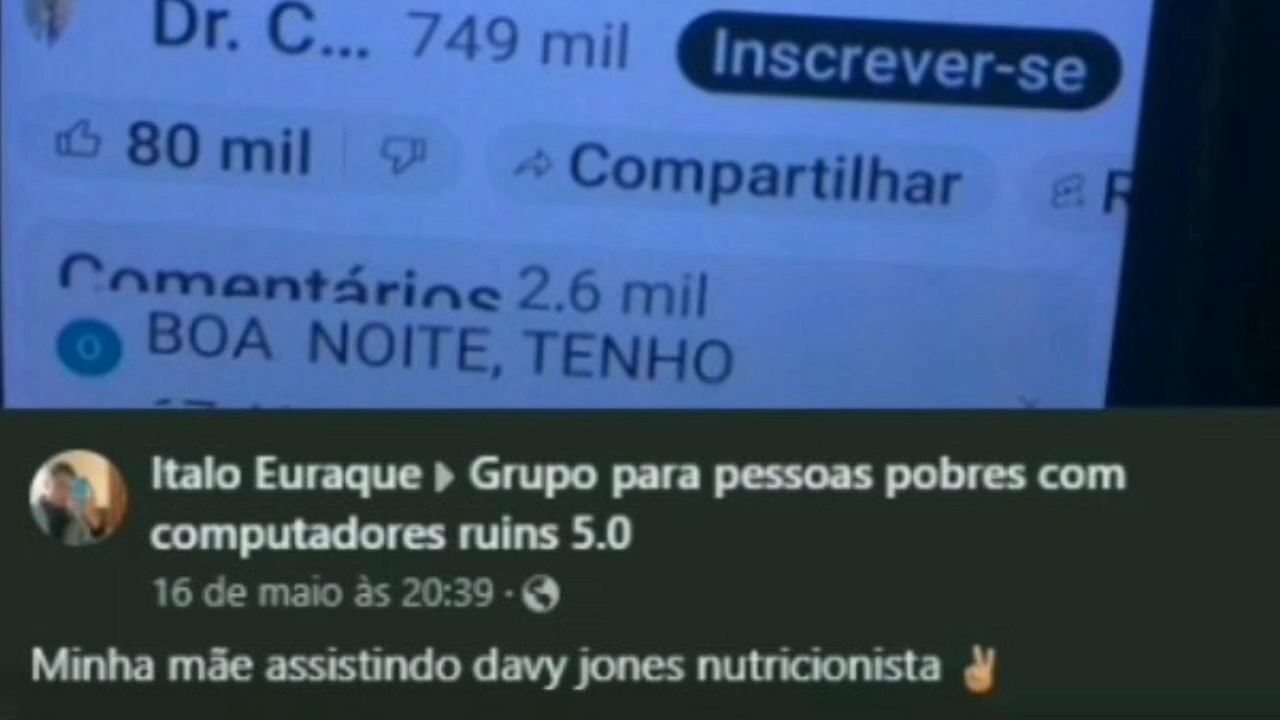 Dr. C... 749 mil Inscrever-se
80 mil Compartilhar R
Comentários 2.6 mil
O BOA NOITE, TENHO
Italo Euraque ▸ Grupo para pessoas pobres com
computadores ruins 5.0
16 de maio às 20:39 ·
Minha mãe assistindo davy jones nutricionista ✌